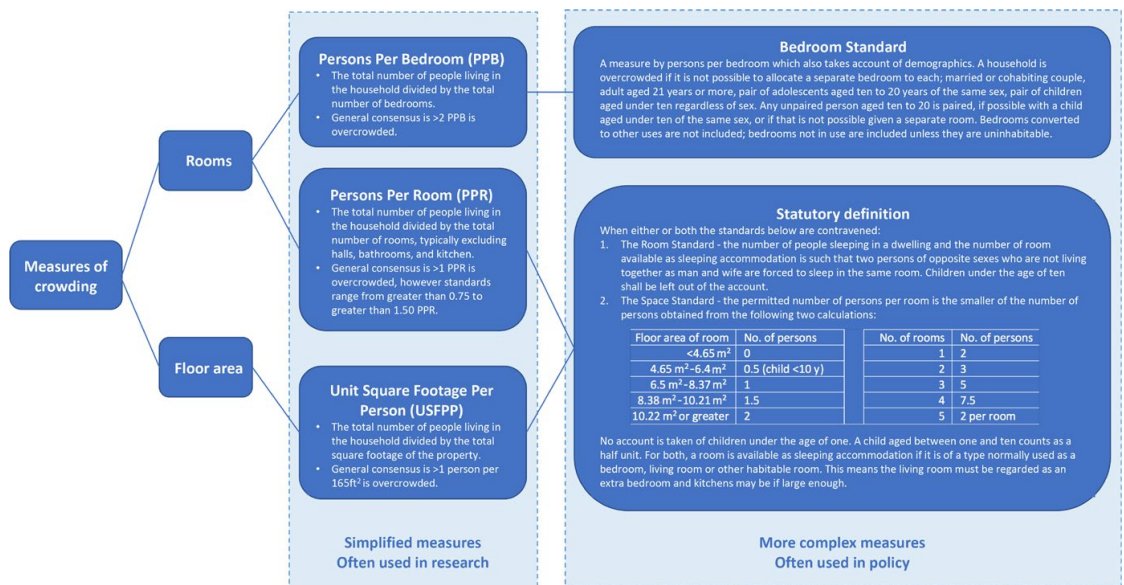 Measures of
crowding
Rooms
Floor area
Persons Per Bedroom (PPB)
• The total number of people living in
the household divided by the total
number of bedrooms.
• General consensus is >2 PPB is
overcrowded.
Persons Per Room (PPR)
• The total number of people living in
the household divided by the total
number of rooms, typically excluding
halls, bathrooms, and kitchen.
• General consensus is >1 PPR is
overcrowded, however standards
range from greater than 0.75 to
greater than 1.50 PPR.
Unit Square Footage Per
Person (USFPP)
• The total number of people living in
the household divided by the total
square footage of the property.
• General consensus is >1 person per
165ft² is overcrowded.
Simplified measures
Often used in research
Bedroom Standard
A measure by persons per bedroom which also takes account of demographics. A household is
overcrowded if it is not possible to allocate a separate bedroom to each; married or cohabiting couple,
adult aged 21 years or more, pair of adolescents aged ten to 20 years of the same sex, pair of children
aged under ten regardless of sex. Any unpaired person aged ten to 20 is paired, if possible with a child
aged under ten of the same sex, or if that is not possible given a separate room. Bedrooms converted
to other uses are not included; bedrooms not in use are included unless they are uninhabitable.
Statutory definition
When either or both the standards below are contravened:
1. The Room Standard - the number of people sleeping in a dwelling and the number of room
available as sleeping accommodation is such that two persons of opposite sexes who are not living
together as man and wife are forced to sleep in the same room. Children under the age of ten
shall be left out of the account.
2. The Space Standard - the permitted number of persons per room is the smaller of the number of
persons obtained from the following two calculations:
Floor area of room No. of persons
<4.65 m² 0
4.65 m²-6.4 m² 0.5 (child <10 y)
6.5 m²-8.37 m² 1
8.38 m²-10.21 m² 1.5
10.22 m² or greater 2
No. of rooms No. of persons
1 2
2 3
3 5
4 7.5
5 2 per room
No account is taken of children under the age of one. A child aged between one and ten counts as a
half unit. For both, a room is available as sleeping accommodation if it is of a type normally used as a
bedroom, living room or other habitable room. This means the living room must be regarded as an
extra bedroom and kitchens may be if large enough.
More complex measures
Often used in policy